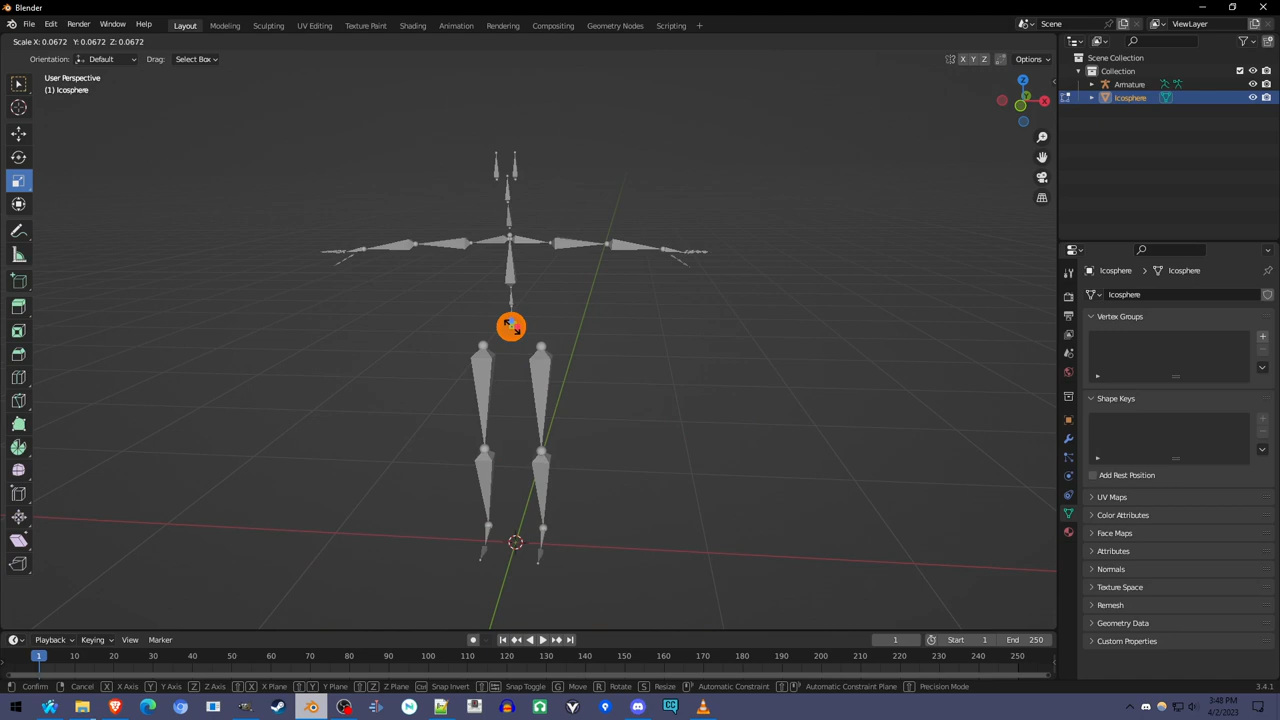 Blender
File Edit Render Window Help Layout Modeling Sculpting UV Editing Texture Paint Shading Animation Rendering Compositing Geometry Nodes Scripting + Scene ViewLayer
Scale X: 0.0672 Y: 0.0672 Z: 0.0672
Orientation: Default Drag: Select Box X Y Z Options
User Perspective
(1) Icosphere
Z
Y
X
Scene Collection
Collection
Armature
Icosphere
Icosphere > Icosphere
Icosphere
Vertex Groups
Shape Keys
Add Rest Position
UV Maps
Color Attributes
Face Maps
Attributes
Normals
Texture Space
Remesh
Geometry Data
Custom Properties
Playback Keying View Marker 1 Start 1 End 250
1 10 20 30 40 50 60 70 80 90 100 110 120 130 140 150 160 170 180 190 200 210 220 230 240 250
Confirm Cancel X X Axis Y Y Axis Z Z Axis X X Plane Y Y Plane Z Z Plane Ctrl Snap Invert Snap Toggle G Move R Rotate S Resize Automatic Constraint Automatic Constraint Plane Precision Mode 3.4.1
3:48 PM
4/2/2023